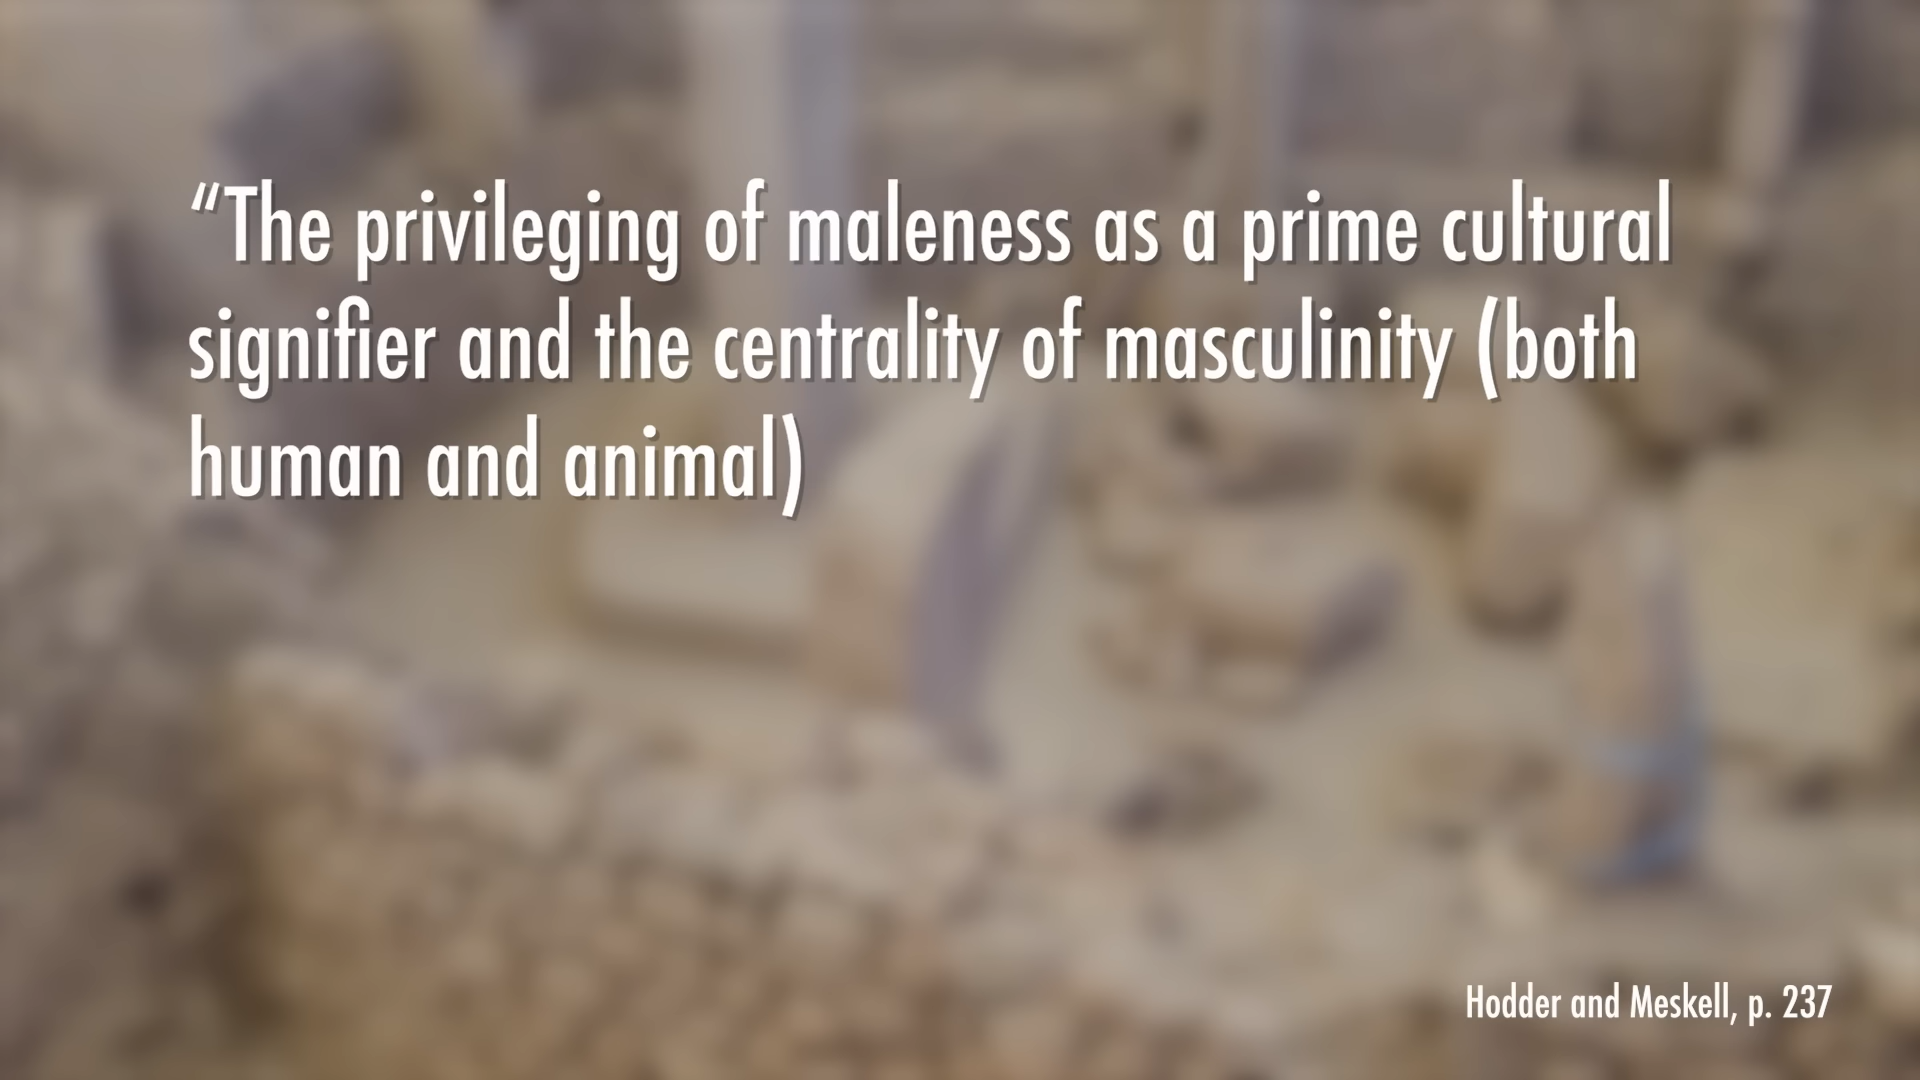 “The privileging of maleness as a prime cultural
signifier and the centrality of masculinity (both
human and animal)
Hodder and Meskell, p. 237